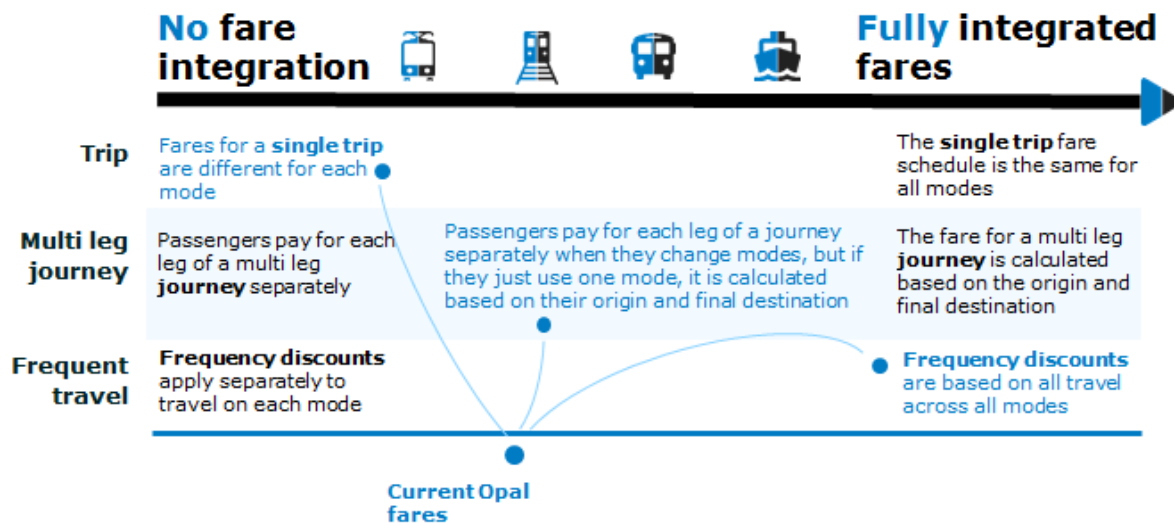 No fare
integration
Fully integrated
fares
Trip
Fares for a single trip
are different for each
mode
The single trip fare
schedule is the same for
all modes
Multi leg
journey
Passengers pay for each
leg of a multi leg
journey separately
Passengers pay for each leg of a journey
separately when they change modes, but if
they just use one mode, it is calculated
based on their origin and final destination
The fare for a multi leg
journey is calculated
based on the origin and
final destination
Frequent
travel
Frequency discounts
apply separately to
travel on each mode
Frequency discounts
are based on all travel
across all modes
Current Opal
fares